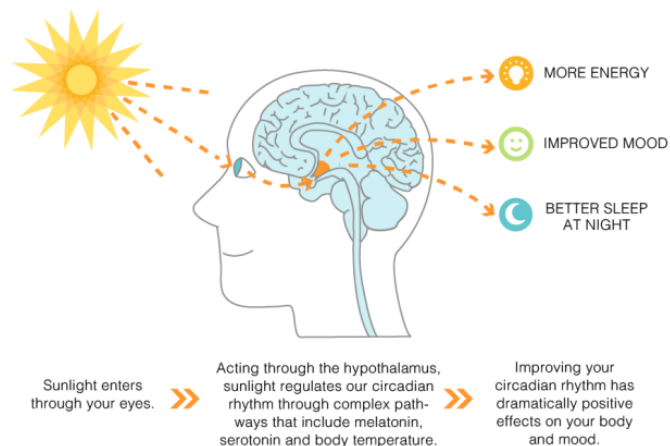 MORE ENERGY
IMPROVED MOOD
BETTER SLEEP
AT NIGHT
Sunlight enters
through your eyes.
Acting through the hypothalamus,
sunlight regulates our circadian
rhythm through complex path-
ways that include melatonin,
serotonin and body temperature.
Improving your
circadian rhythm has
dramatically positive
effects on your body
and mood.